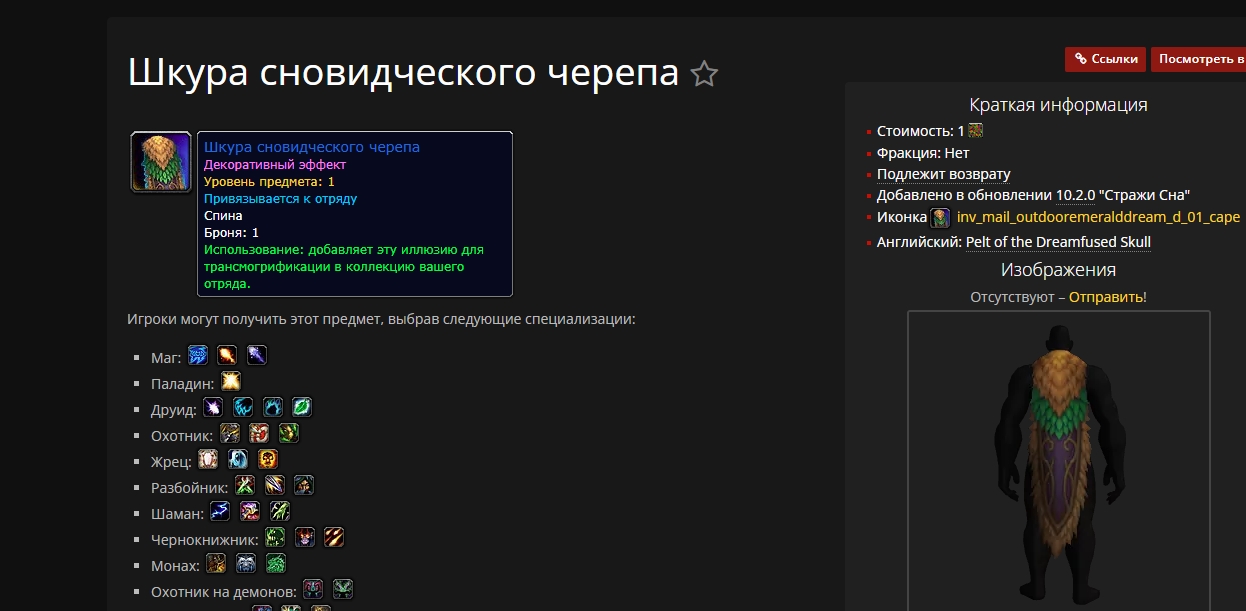 Шкура сновидческого черепа
Ссылки
Посмотреть в
Шкура сновидческого черепа
Декоративный эффект
Уровень предмета: 1
Привязывается к отряду
Спина
Броня: 1
Использование: добавляет эту иллюзию для
трансмогрификации в коллекцию вашего
отряда.
Игроки могут получить этот предмет, выбрав следующие специализации:
Маг:
Паладин:
Друид:
Охотник:
Жрец:
Разбойник:
Шаман:
Чернокнижник:
Монах:
Охотник на демонов:
Краткая информация
Стоимость: 1
Фракция: Нет
Подлежит возврату
Добавлено в обновлении 10.2.0 "Стражи Сна"
Иконка inv_mail_outdooremeralddream_d_01_cape
Английский: Pelt of the Dreamfused Skull
Изображения
Отсутствуют – Отправить!